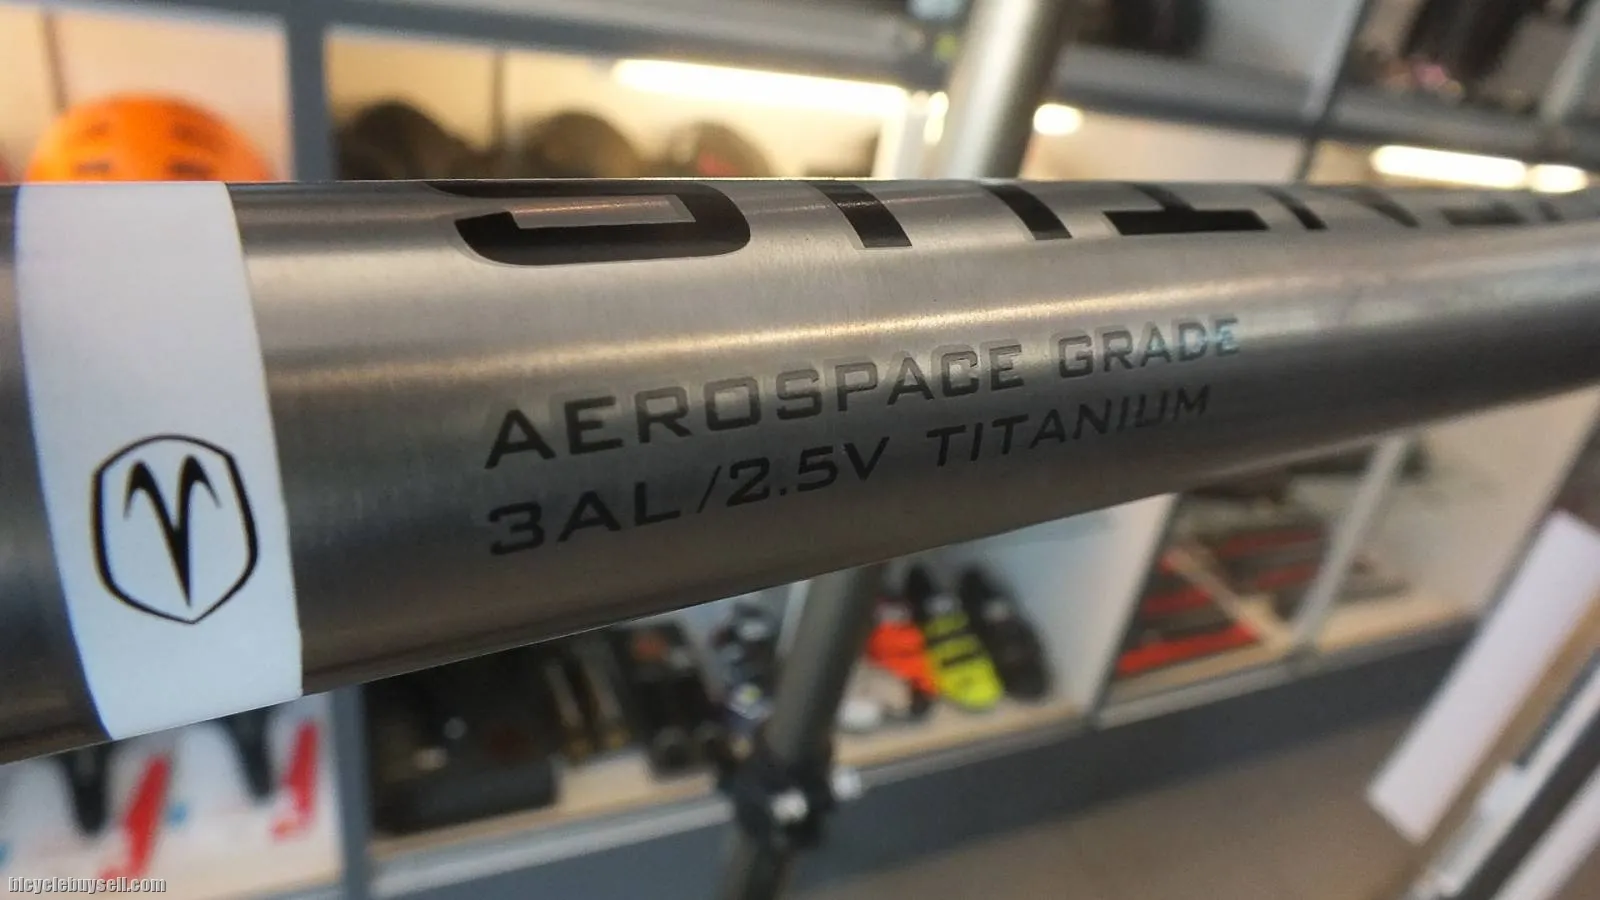 AEROSPACE GRADE
3AL/2.5V TITANIUM
bicyclebuysell.com